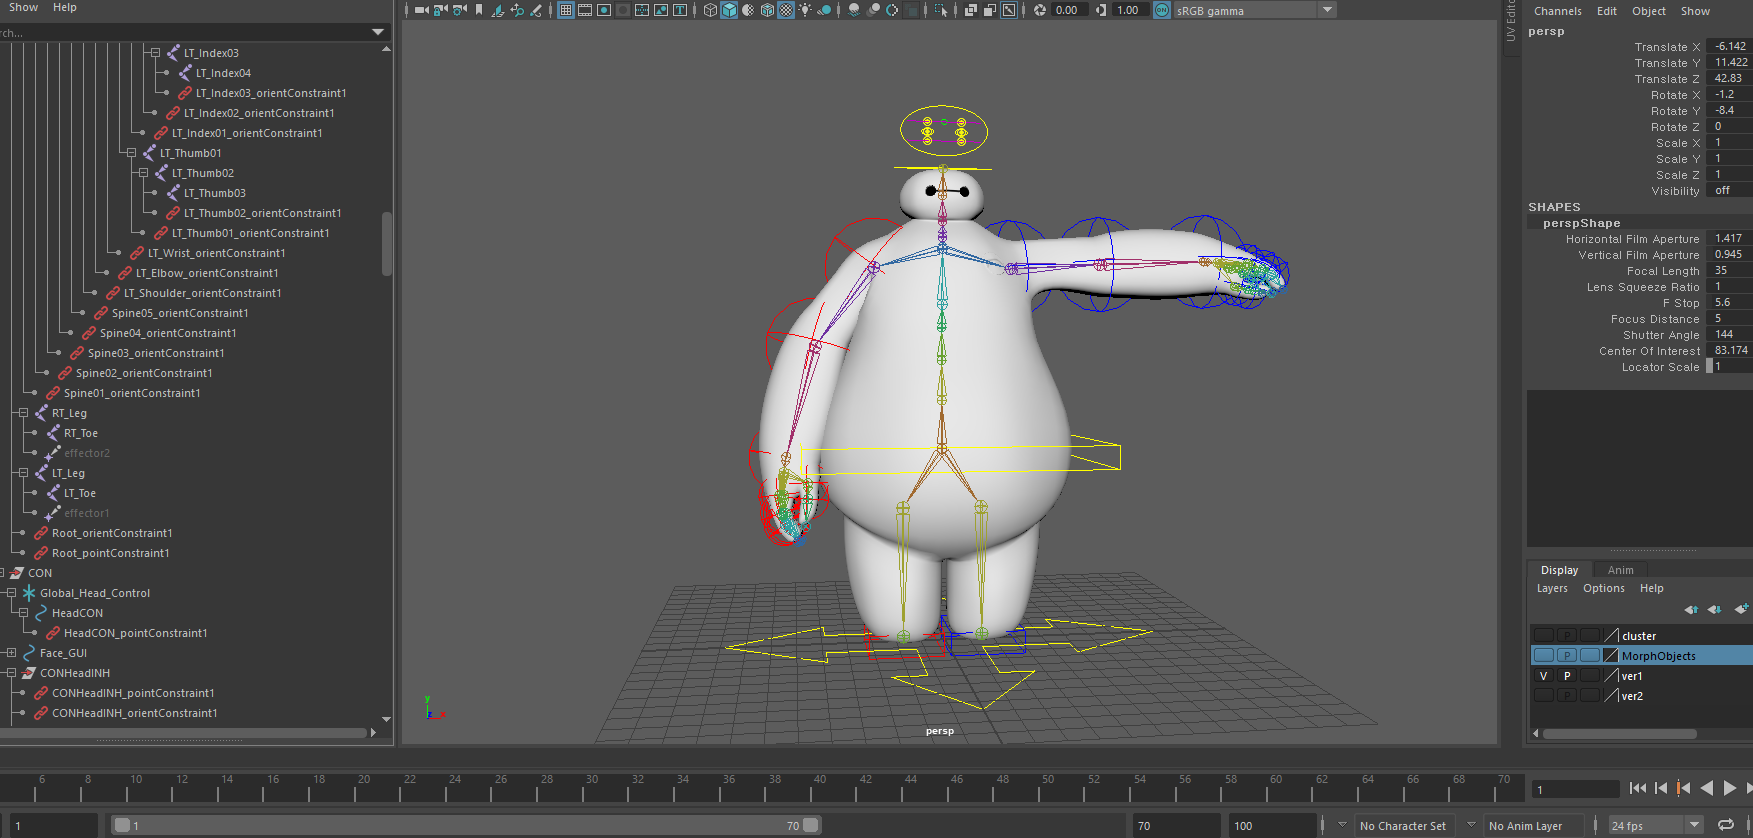 Show Help
rch...
LT_Index03
LT_Index04
LT_Index03_orientConstraint1
LT_Index02_orientConstraint1
LT_Index01_orientConstraint1
LT_Thumb01
LT_Thumb02
LT_Thumb03
LT_Thumb02_orientConstraint1
LT_Thumb01_orientConstraint1
LT_Wrist_orientConstraint1
LT_Elbow_orientConstraint1
LT_Shoulder_orientConstraint1
Spine05_orientConstraint1
Spine04_orientConstraint1
Spine03_orientConstraint1
Spine02_orientConstraint1
Spine01_orientConstraint1
RT_Leg
RT_Toe
effector2
LT_Leg
LT_Toe
effector1
Root_orientConstraint1
Root_pointConstraint1
CON
Global_Head_Control
HeadCON
HeadCON_pointConstraint1
Face_GUI
CONHeadINH
CONHeadINH_pointConstraint1
CONHeadINH_orientConstraint1
0.00 1.00 ON sRGB gamma
y
z x
persp
UV Edito
Channels Edit Object Show
persp
Translate X -6.142
Translate Y 11.422
Translate Z 42.83
Rotate X -1.2
Rotate Y -8.4
Rotate Z 0
Scale X 1
Scale Y 1
Scale Z 1
Visibility off
SHAPES
perspShape
Horizontal Film Aperture 1.417
Vertical Film Aperture 0.945
Focal Length 35
Lens Squeeze Ratio 1
F Stop 5.6
Focus Distance 5
Shutter Angle 144
Center Of Interest 83.174
Locator Scale 1
Display Anim
Layers Options Help
P cluster
P MorphObjects
V P ver1
P ver2
6 8 10 12 14 16 18 20 22 24 26 28 30 32 34 36 38 40 42 44 46 48 50 52 54 56 58 60 62 64 66 68 70
1
1 1 70 70 100 No Character Set No Anim Layer 24 fps